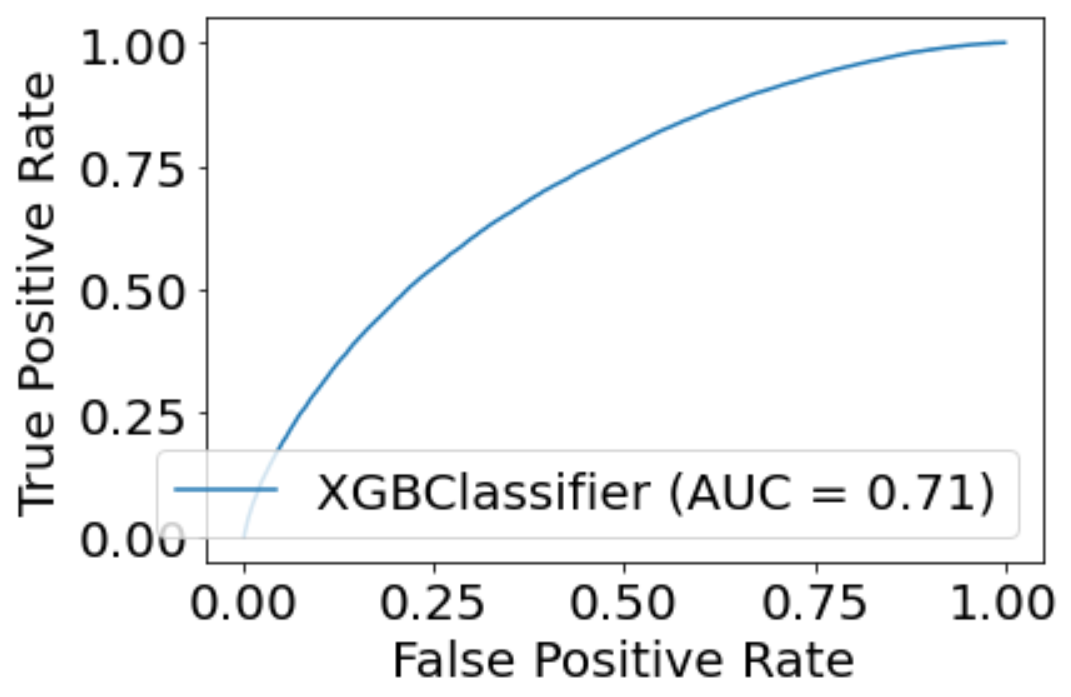 True Positive Rate
1.00
0.75
0.50
0.25
0.00
XGBClassifier (AUC = 0.71)
0.00 0.25 0.50 0.75 1.00
False Positive Rate